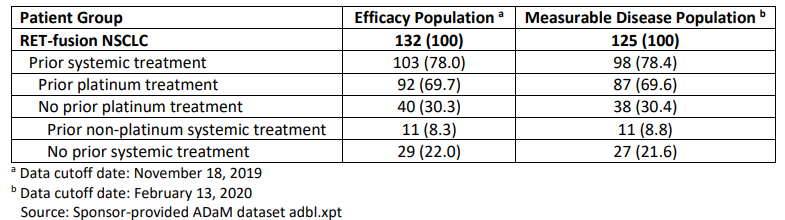 Patient Group Efficacy Population a Measurable Disease Population b
RET-fusion NSCLC 132 (100) 125 (100)
Prior systemic treatment 103 (78.0) 98 (78.4)
Prior platinum treatment 92 (69.7) 87 (69.6)
No prior platinum treatment 40 (30.3) 38 (30.4)
Prior non-platinum systemic treatment 11 (8.3) 11 (8.8)
No prior systemic treatment 29 (22.0) 27 (21.6)
a Data cutoff date: November 18, 2019
b Data cutoff date: February 13, 2020
Source: Sponsor-provided ADaM dataset adbl.xpt